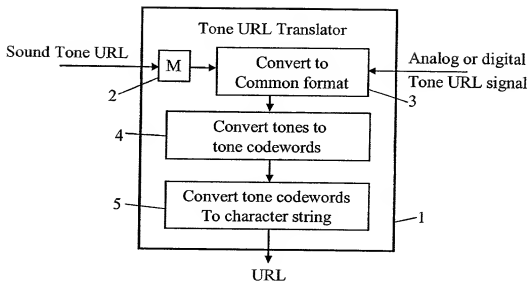 Tone URL Translator
Sound Tone URL
M
2
Convert to
Common format
Analog or digital
Tone URL signal
3
4
Convert tones to
tone codewords
5
Convert tone codewords
To character string
1
URL